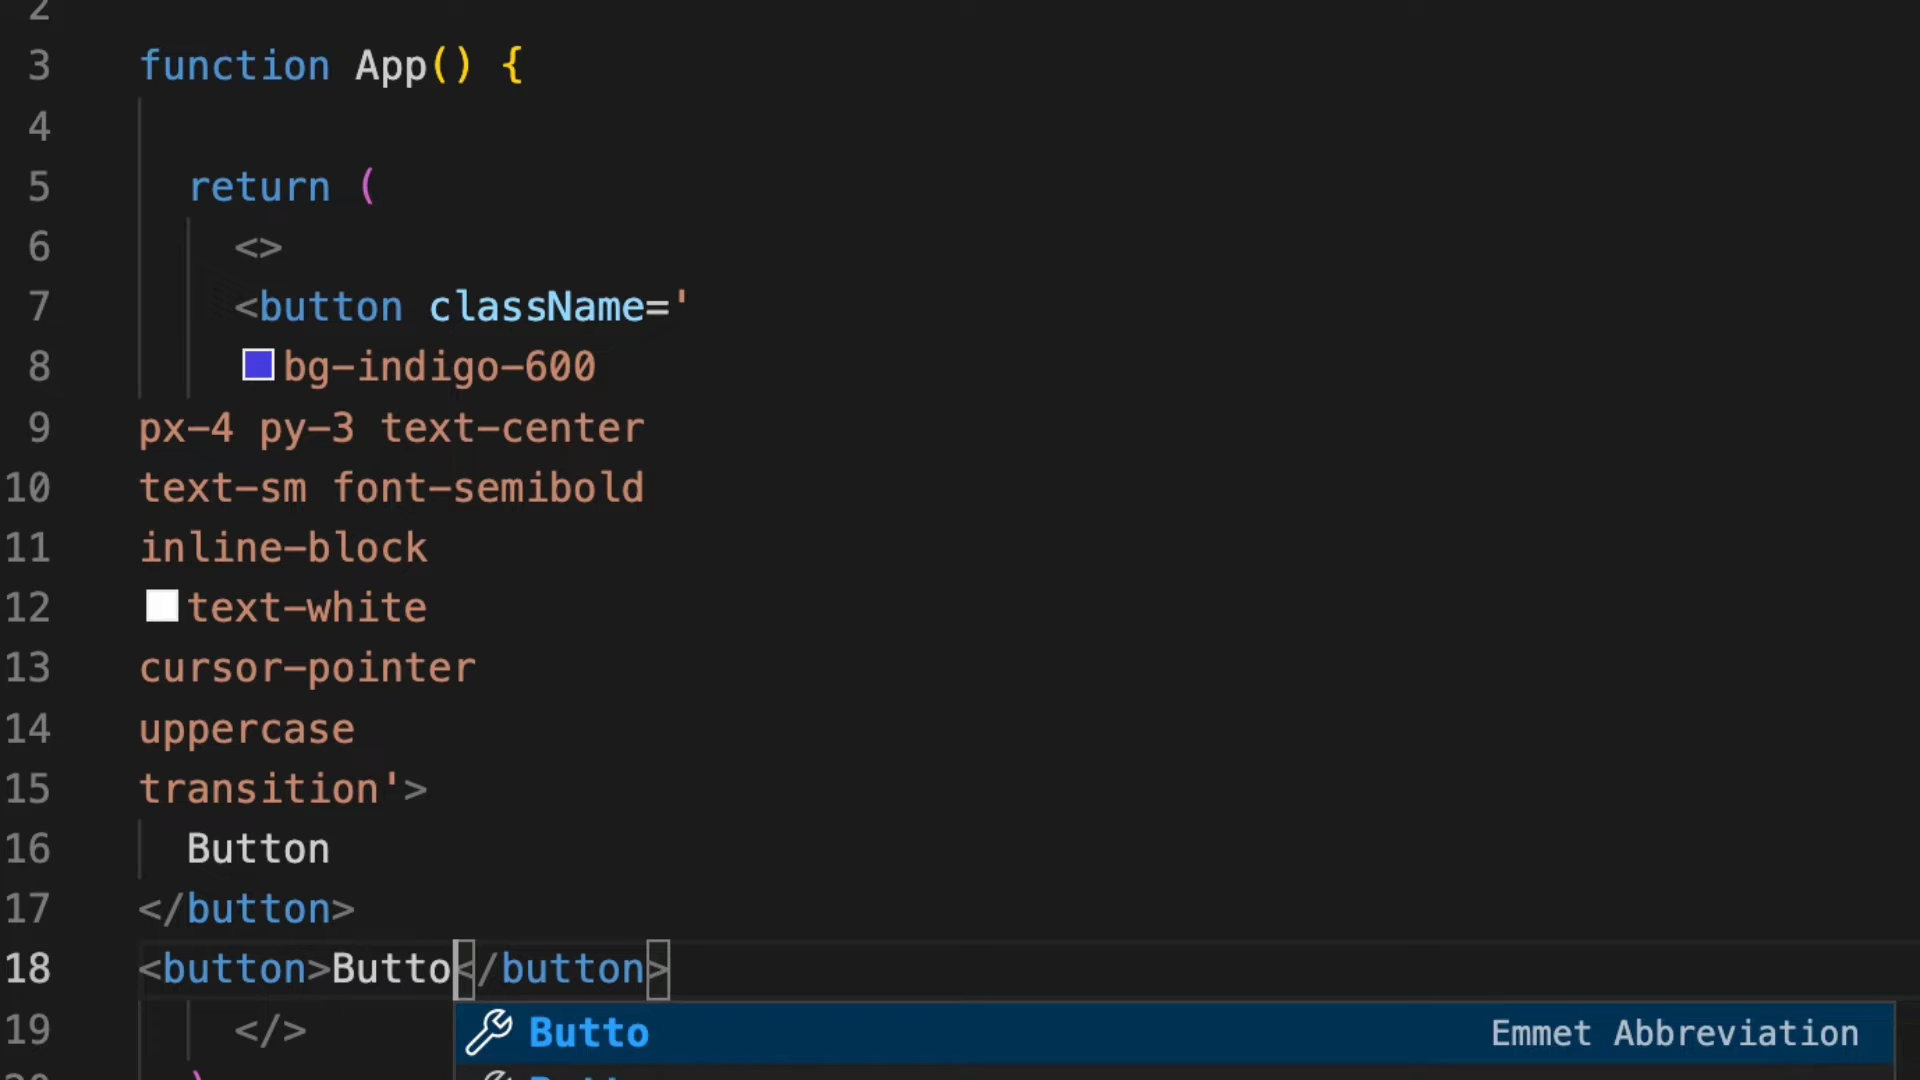 2
3 function App() {
4
5 return (
6 <>
7 <button className='
8 bg-indigo-600
9 px-4 py-3 text-center
10 text-sm font-semibold
11 inline-block
12 text-white
13 cursor-pointer
14 uppercase
15 transition'>
16 Button
17 </button>
18 <button>Butto</button>
19 </>
Butto Emmet Abbreviation